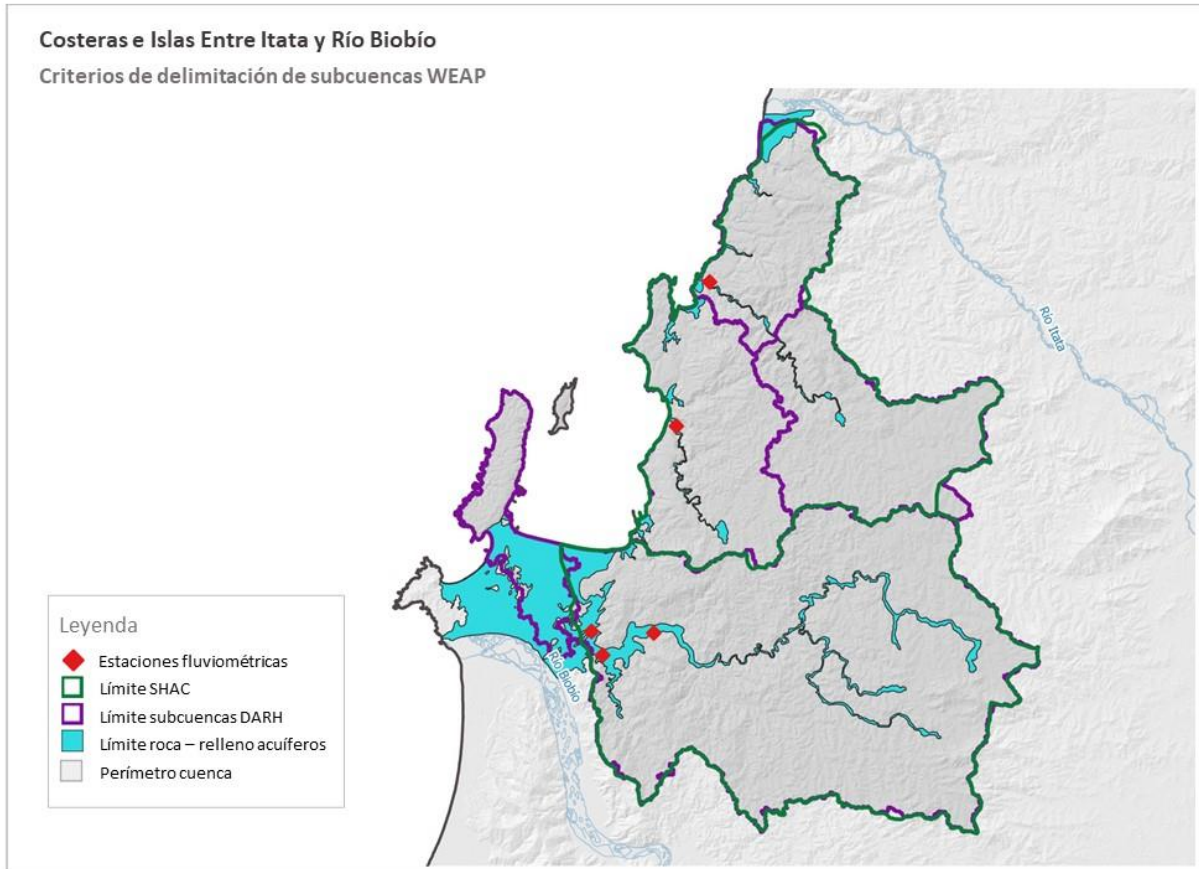 Costeras e Islas Entre Itata y Río Biobío
Criterios de delimitación de subcuencas WEAP
Río Itata
Río Biobío
Leyenda
Estaciones fluviométricas
Límite SHAC
Límite subcuencas DARH
Límite roca – relleno acuíferos
Perímetro cuenca